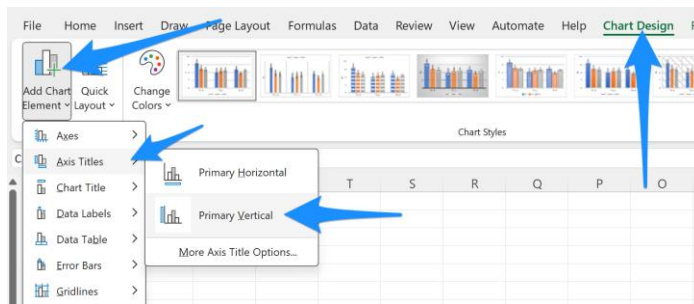 File Home Insert Draw Page Layout Formulas Data Review View Automate Help Chart Design
Add Chart Element Quick Layout Change Colors
Chart Styles
Axes
Axis Titles
Chart Title
Data Labels
Data Table
Error Bars
Gridlines
Primary Horizontal
Primary Vertical
More Axis Title Options...
T S R Q P O